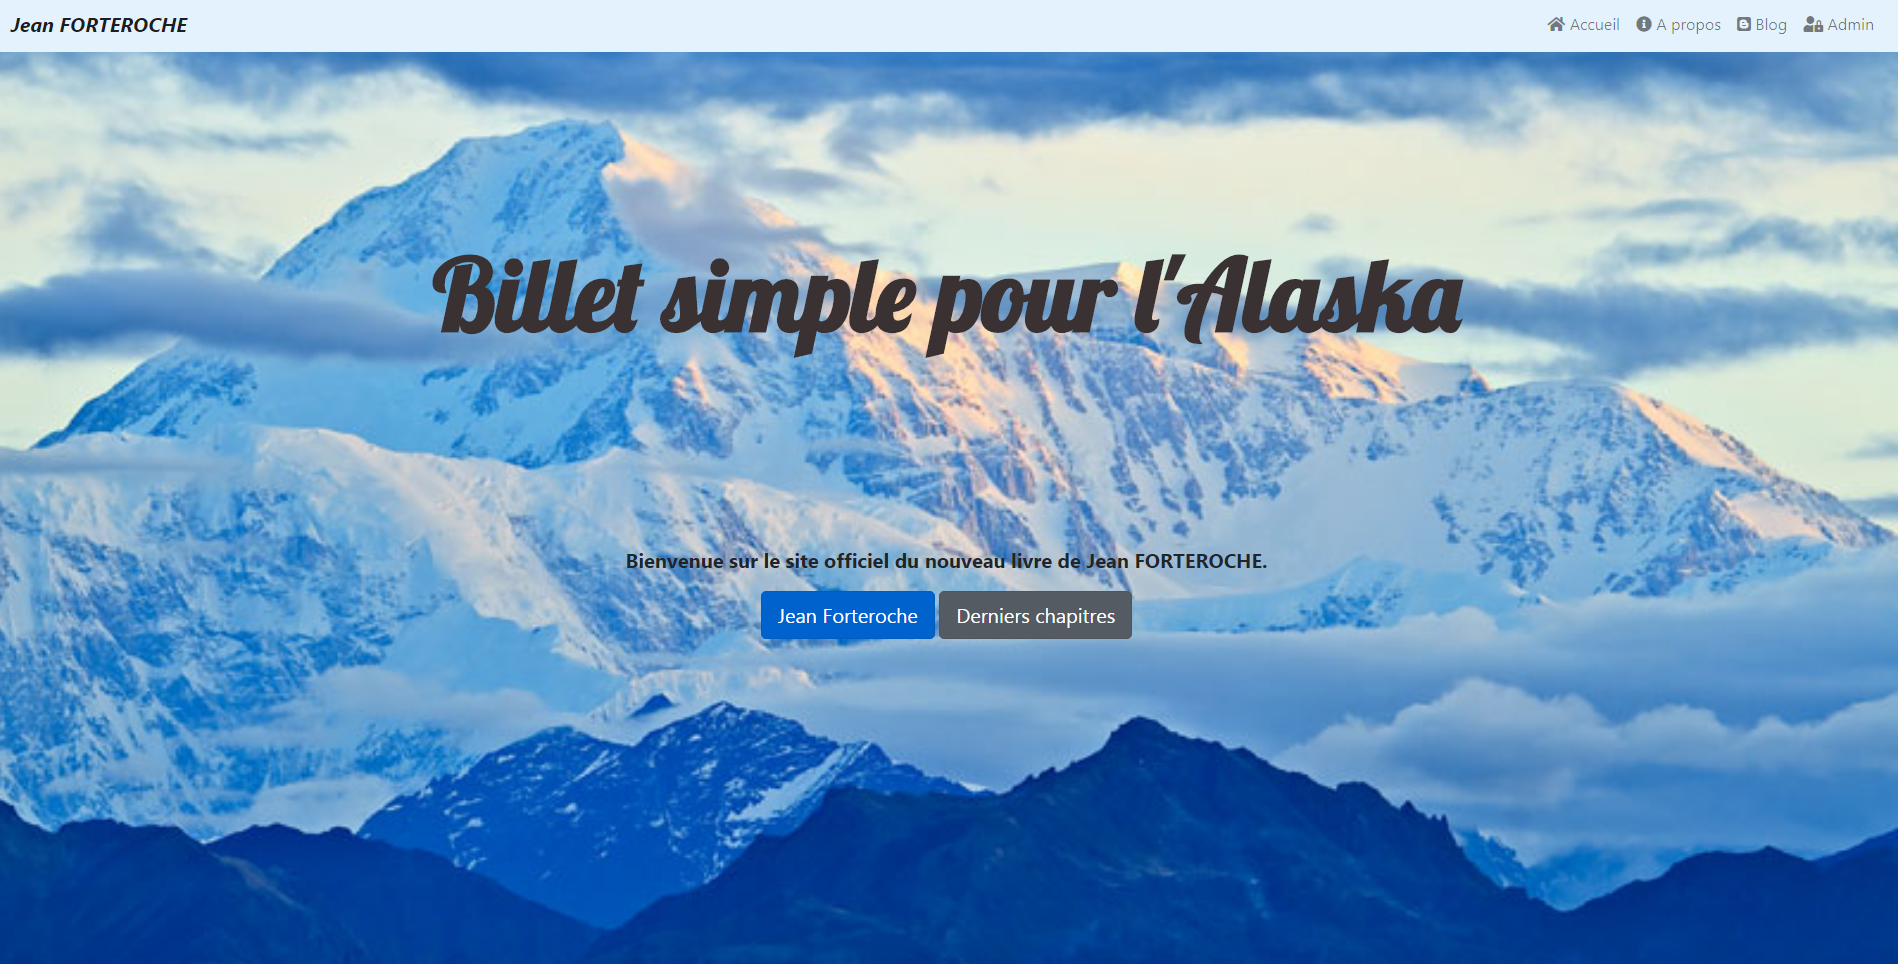 Jean FORTEROCHE
Accueil A propos Blog Admin
Billet simple pour l'Alaska
Bienvenue sur le site officiel du nouveau livre de Jean FORTEROCHE.
Jean Forteroche Derniers chapitres